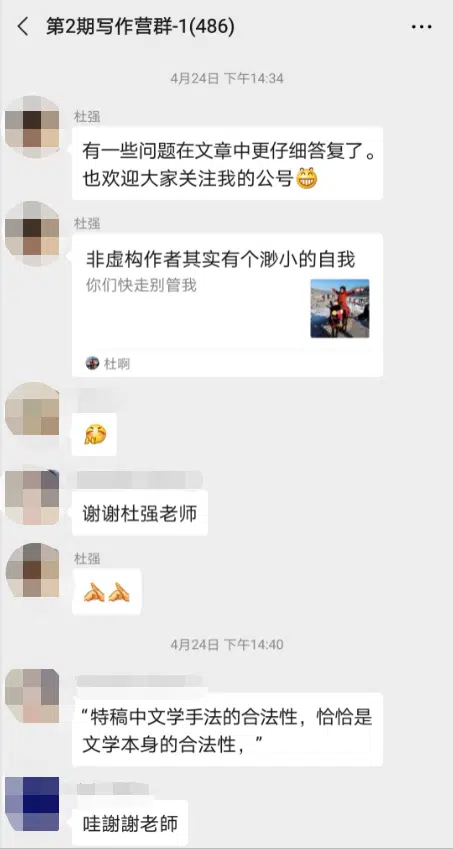 第2期写作营群-1(486)
4月24日 下午14:34
杜强
有一些问题在文章中更仔细答复了。
也欢迎大家关注我的公号
杜强
非虚构作者其实有个渺小的自我
你们快走别管我
杜啊
谢谢杜强老师
杜强
4月24日 下午14:40
“特稿中文学手法的合法性，恰恰是
文学本身的合法性，”
哇謝謝老師